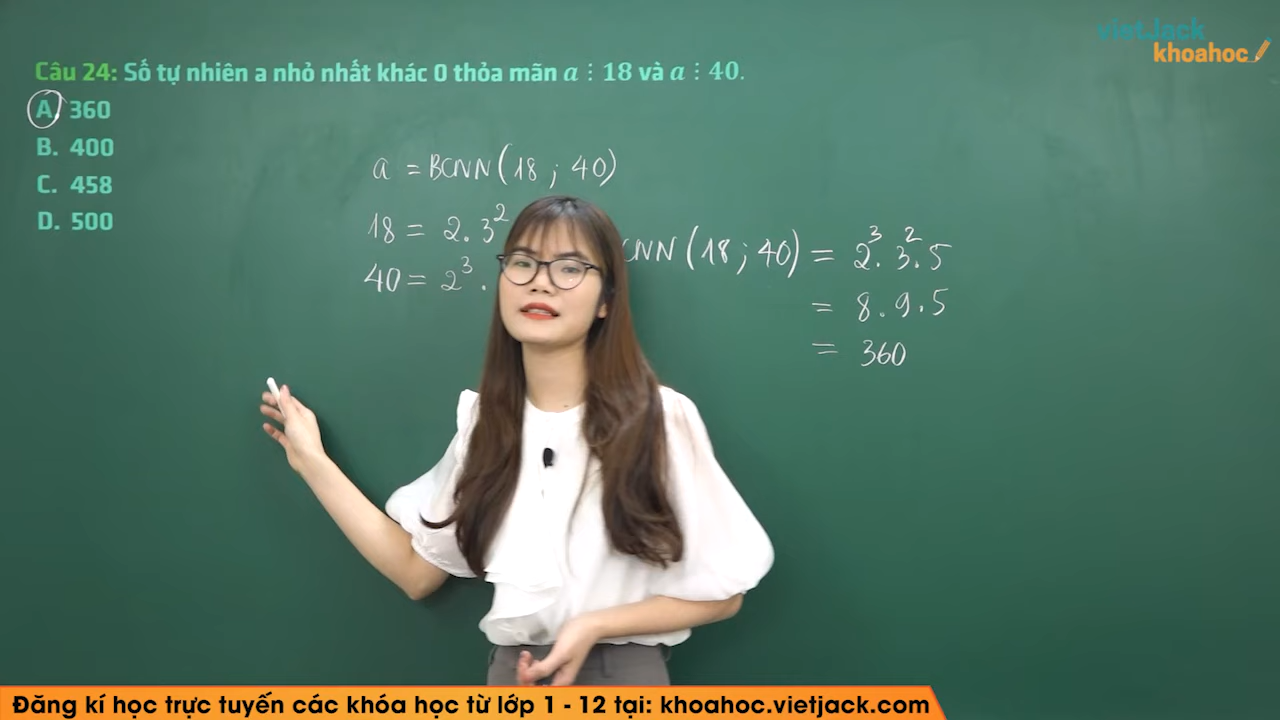 vietJack
khoahoc
Câu 24: Số tự nhiên a nhỏ nhất khác 0 thỏa mãn a ⋮ 18 và a ⋮ 40.
A. 360
B. 400
C. 458
D. 500
a = BCNN(18 ; 40)
18 = 2.3²
40 = 2³.
CNN(18 ; 40) = 2³.3².5
= 8.9.5
= 360
Đăng kí học trực tuyến các khóa học từ lớp 1 - 12 tại: khoahoc.vietjack.com